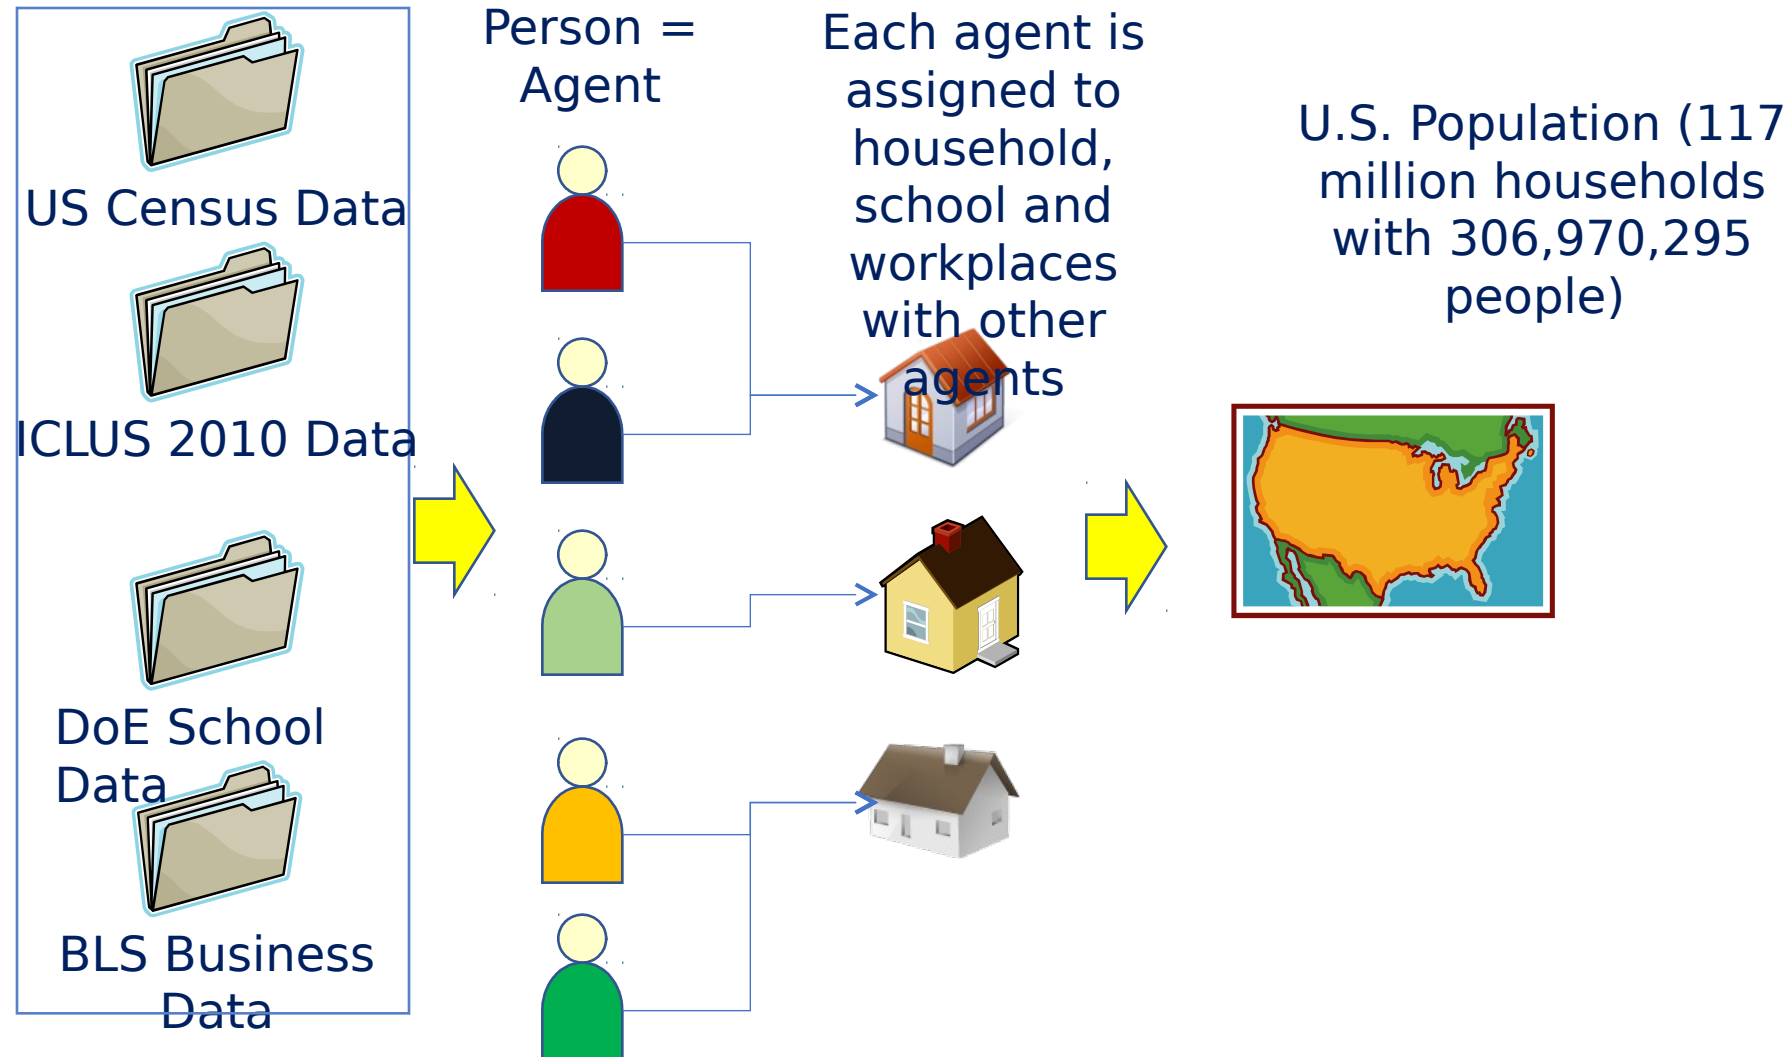 US Census Data
ICLUS 2010 Data
DoE School
Data
BLS Business
Data
Person =
Agent
Each agent is
assigned to
household,
school and
workplaces
with other
agents
U.S. Population (117
million households
with 306,970,295
people)